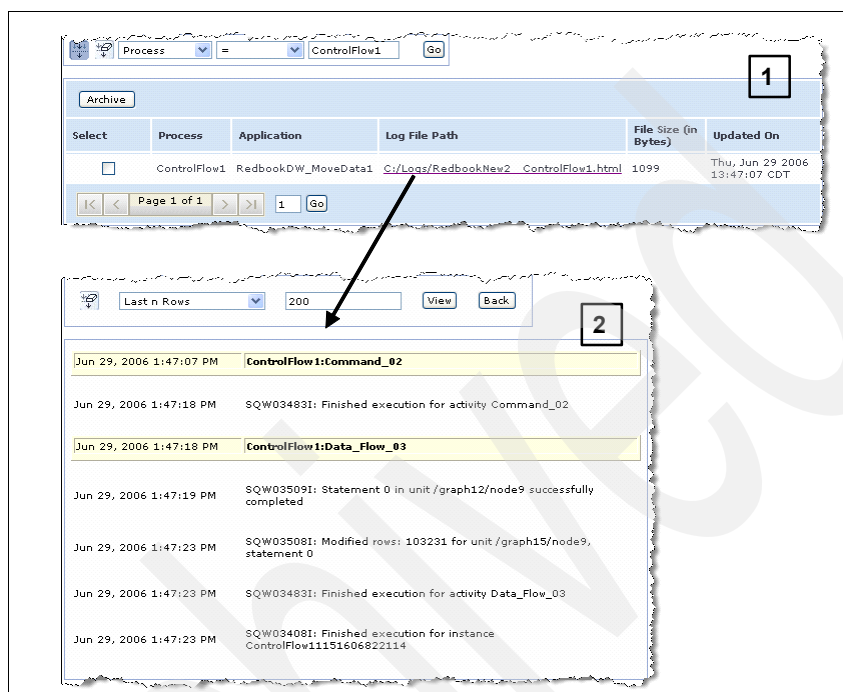 Process = ControlFlow1 Go
1
Archive
Select Process Application Log File Path File Size (in Bytes) Updated On
ControlFlow1 RedbookDW_MoveData1 C:/Logs/RedbookNew2 ControlFlow1.html 1099 Thu, Jun 29 2006 13:47:07 CDT
Page 1 of 1 1 Go
Last n Rows 200 View Back
2
Jun 29, 2006 1:47:07 PM ControlFlow1:Command_02
Jun 29, 2006 1:47:18 PM SQW03483I: Finished execution for activity Command_02
Jun 29, 2006 1:47:18 PM ControlFlow1:Data_Flow_03
Jun 29, 2006 1:47:19 PM SQW03509I: Statement 0 in unit /graph12/node9 successfully
completed
Jun 29, 2006 1:47:23 PM SQW03508I: Modified rows: 103231 for unit /graph15/node9,
statement 0
Jun 29, 2006 1:47:23 PM SQW03483I: Finished execution for activity Data_Flow_03
Jun 29, 2006 1:47:23 PM SQW03408I: Finished execution for instance
ControlFlow11151606822114